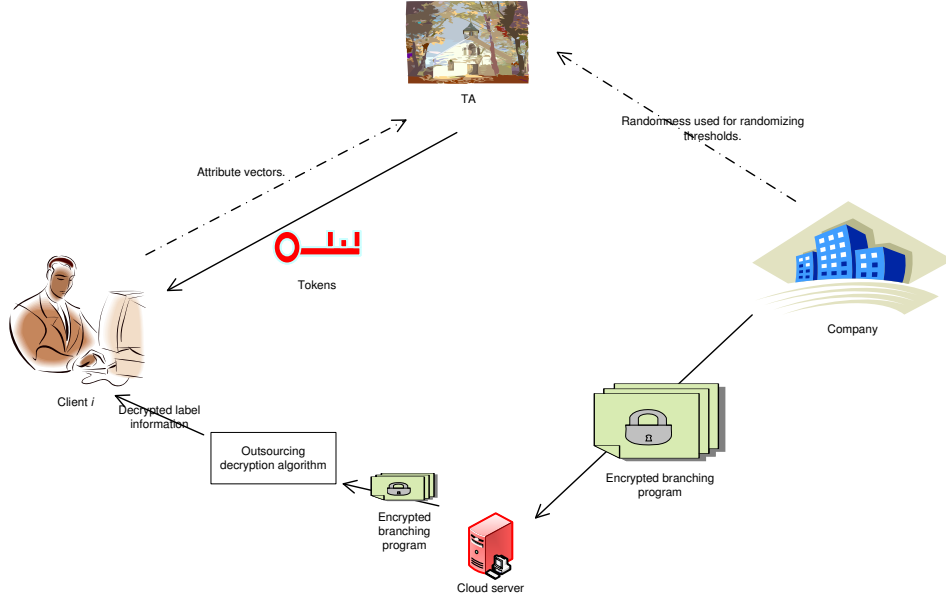 TA
Randomness used for randomizing
thresholds.
Attribute vectors.
Tokens
Company
Client i
Decrypted label
information
Outsourcing
decryption algorithm
Encrypted branching
program
Encrypted
branching
program
Cloud server